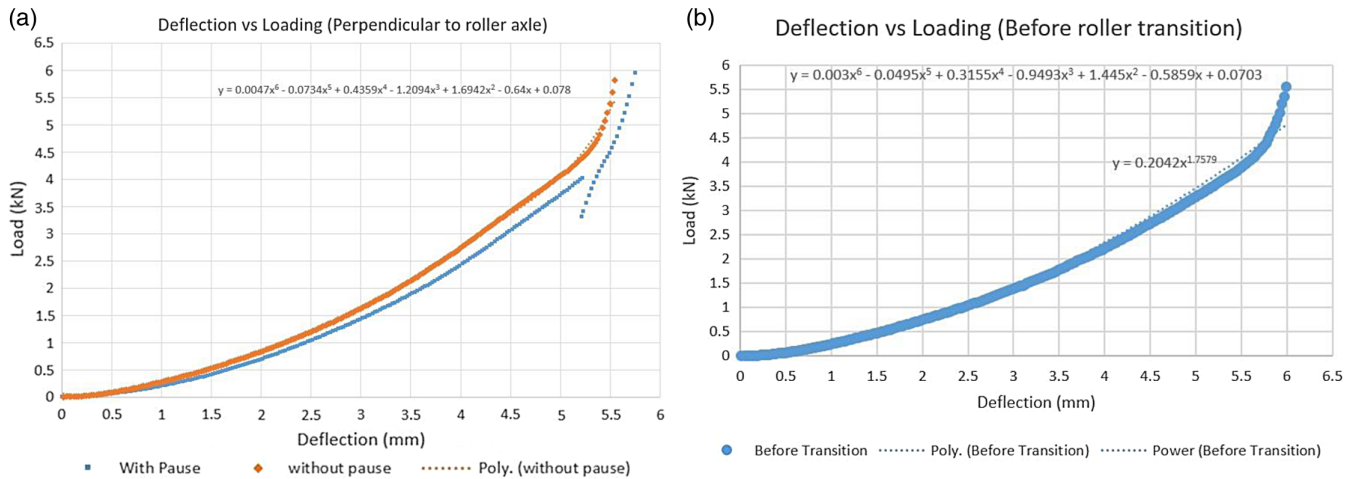 (a)
Deflection vs Loading (Perpendicular to roller axle)
6.5
6
5.5
5
4.5
4
3.5
3
2.5
2
1.5
1
0.5
0
Load (kN)
y = 0.0047x⁶ - 0.0734x⁵ + 0.4359x⁴ - 1.2094x³ + 1.6942x² - 0.64x + 0.078
0 0.5 1 1.5 2 2.5 3 3.5 4 4.5 5 5.5 6
Deflection (mm)
With Pause without pause Poly. (without pause)
(b)
Deflection vs Loading (Before roller transition)
6
5.5
5
4.5
4
3.5
3
2.5
2
1.5
1
0.5
0
Load (kN)
y = 0.003x⁶ - 0.0495x⁵ + 0.3155x⁴ - 0.9493x³ + 1.445x² - 0.5859x + 0.0703
y = 0.2042x¹·⁷⁵⁷⁹
0 0.5 1 1.5 2 2.5 3 3.5 4 4.5 5 5.5 6 6.5
Deflection (mm)
Before Transition Poly. (Before Transition) Power (Before Transition)